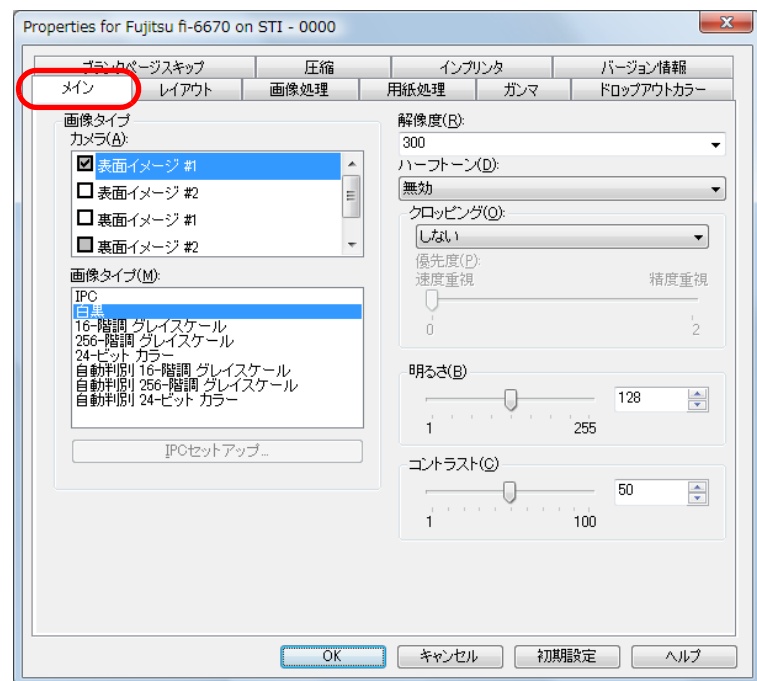 Properties for Fujitsu fi-6670 on STI - 0000
ブランクページスキップ
圧縮
インプリンタ
バージョン情報
メイン
レイアウト
画像処理
用紙処理
ガンマ
ドロップアウトカラー
画像タイプ
カメラ(A):
表面イメージ #1
表面イメージ #2
裏面イメージ #1
裏面イメージ #2
画像タイプ(M):
IPC
白黒
16-階調 グレイスケール
256-階調 グレイスケール
24-ビット カラー
自動判別 16-階調 グレイスケール
自動判別 256-階調 グレイスケール
自動判別 24-ビット カラー
IPCセットアップ...
解像度(R):
300
ハーフトーン(D):
無効
クロッピング(O):
しない
優先度(P):
速度重視 精度重視
0 2
明るさ(B)
128
1 255
コントラスト(C)
50
1 100
OK
キャンセル
初期設定
ヘルプ